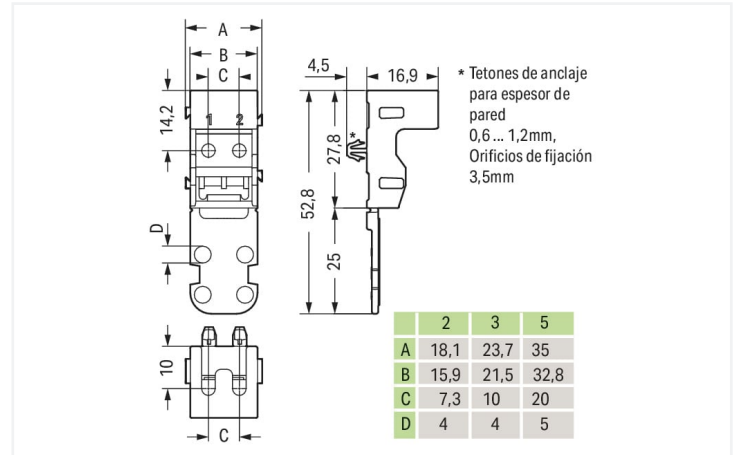 A
B
C
4,5
16,9
* Tetones de anclaje
para espesor de
pared
0,6 ... 1,2mm,
Orificios de fijación
3,5mm
14,2
1 2
*
27,8
52,8
D
25
10
C
2 3 5
A 18,1 23,7 35
B 15,9 21,5 32,8
C 7,3 10 20
D 4 4 5